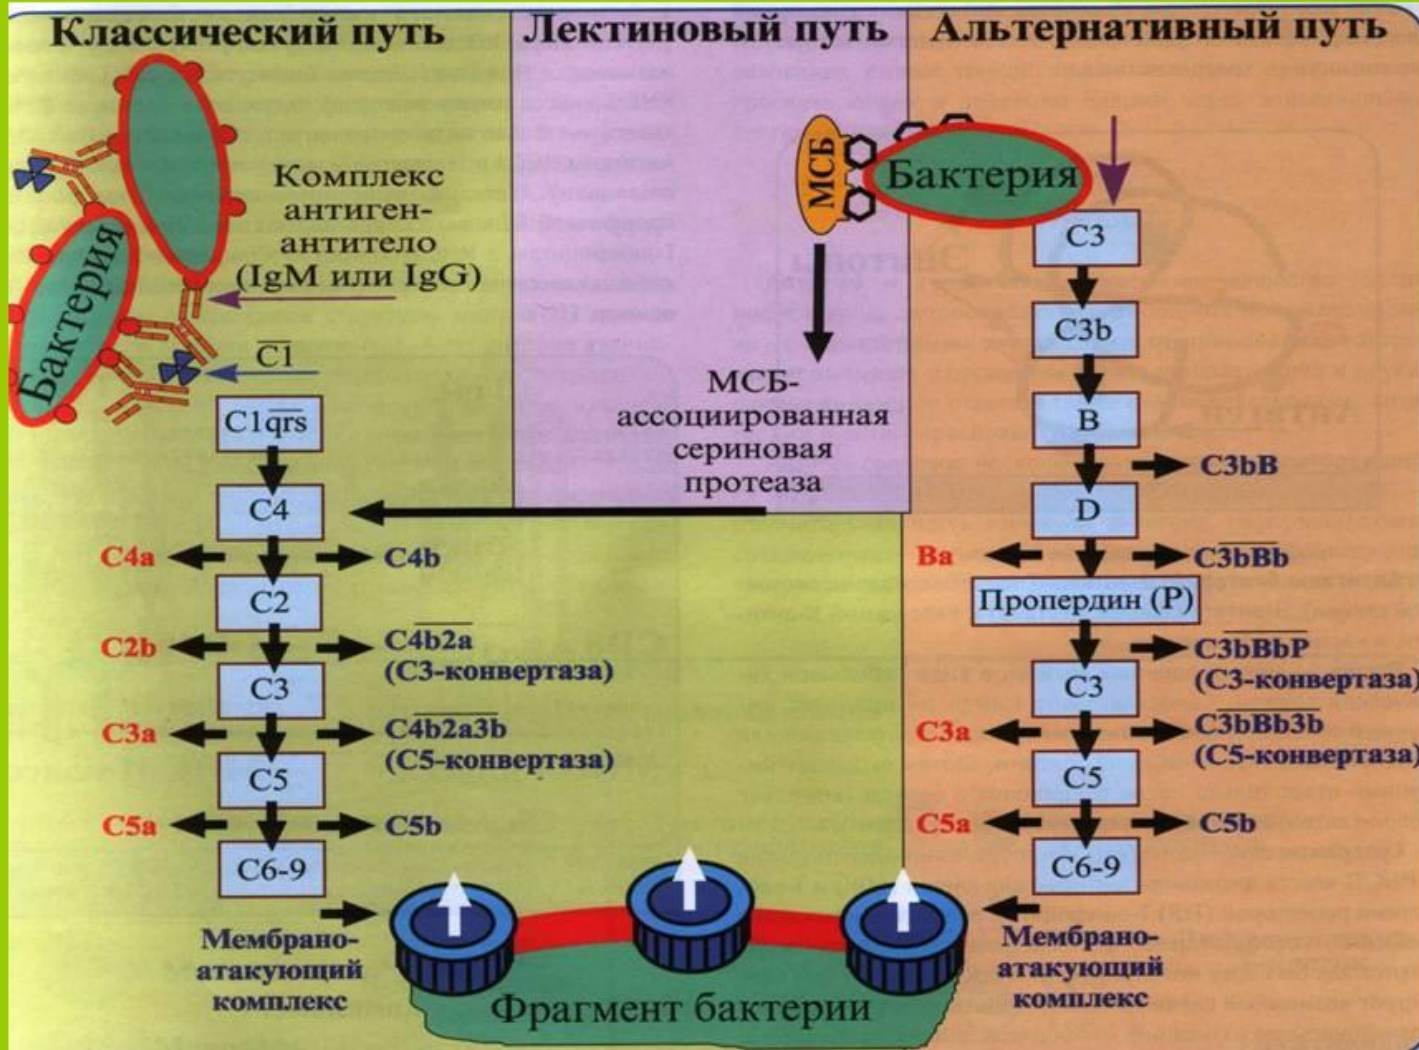 Классический путь
Лектиновый путь
Альтернативный путь
Комплекс
антиген-
антитело
(IgM или IgG)
Бактерия
C1
C1qrs
C4
C4a
C4b
C2
C2b
C4b2a
(C3-конвертаза)
C3
C3a
C4b2a3b
(C5-конвертаза)
C5
C5a
C5b
C6-9
Мембрано-
атакующий
комплекс
МСБ
МСБ-
ассоциированная
сериновая
протеаза
Бактерия
C3
C3b
B
C3bB
D
Ba
C3bBb
Пропердин (P)
C3bBbP
(C3-конвертаза)
C3
C3a
C3bBb3b
(C5-конвертаза)
C5
C5a
C5b
C6-9
Мембрано-
атакующий
комплекс
Фрагмент бактерии